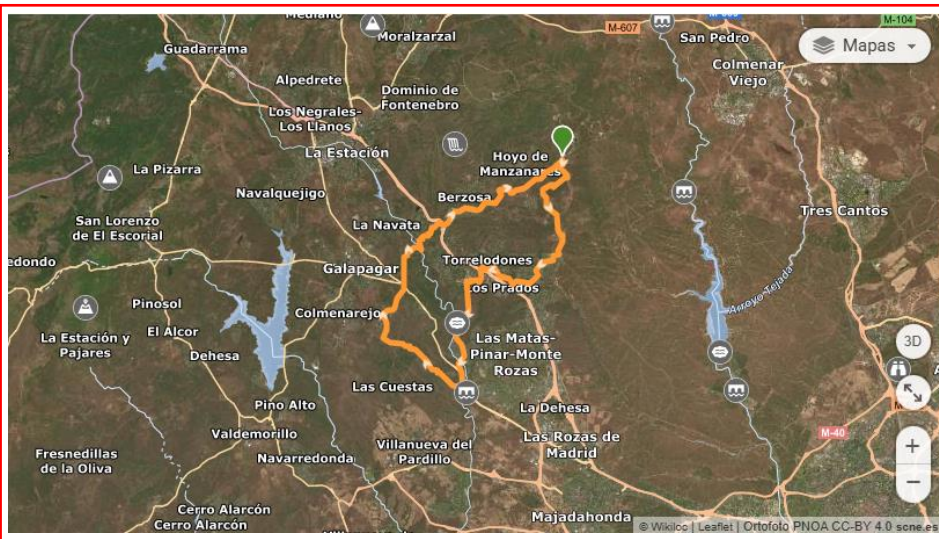 Mediano
Moralzarzal
M-607
M-104
San Pedro
Mapas
Guadarrama
Colmenar
Viejo
Alpedrete
Dominio de
Fontenebro
Los Negrales-
Los Llanos
La Estación
Hoyo de
Manzanares
La Pizarra
Navalquejigo
Berzosa
San Lorenzo
de El Escorial
La Navata
Tres Cantos
edondo
Galapagar
Torrelodones
Los Prados
Pinosol
Colmenarejo
Arroyo Tejada
La Estación y
Pajares
El Alcor
Dehesa
Las Matas-
Pinar-Monte
Rozas
3D
Las Cuestas
Pino Alto
La Dehesa
Valdemorillo
Las Rozas de
Madrid
M-40
Fresnedillas
de la Oliva
Navarredonda
Villanueva del
Pardillo
+
−
Cerro Alarcón
Cerro Alarcón
Majadahonda
© Wikiloc | Leaflet | Ortofoto PNOA CC-BY 4.0 scne.es